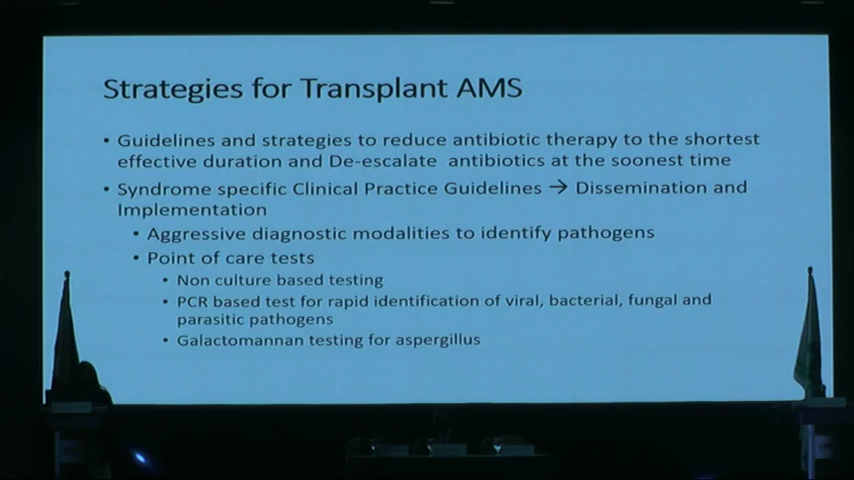 Strategies for Transplant AMS
• Guidelines and strategies to reduce antibiotic therapy to the shortest
effective duration and De-escalate antibiotics at the soonest time
• Syndrome specific Clinical Practice Guidelines → Dissemination and
Implementation
• Aggressive diagnostic modalities to identify pathogens
• Point of care tests
• Non culture based testing
• PCR based test for rapid identification of viral, bacterial, fungal and
parasitic pathogens
• Galactomannan testing for aspergillus